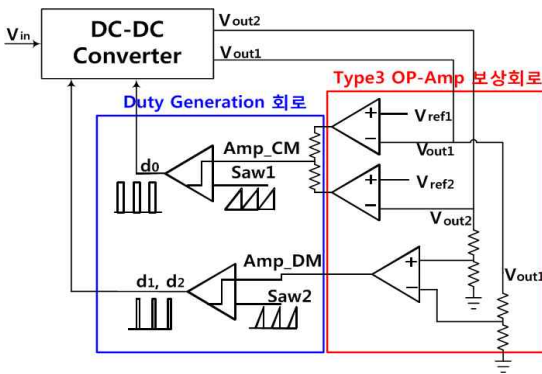 DC-DC
Converter
Vin
Vout2
Vout1
Type3 OP-Amp 보상회로
Duty Generation 회로
Amp_CM
Vref1
Vout1
d0
Saw1
Vref2
Vout2
Amp_DM
Vout1
d1, d2
Saw2